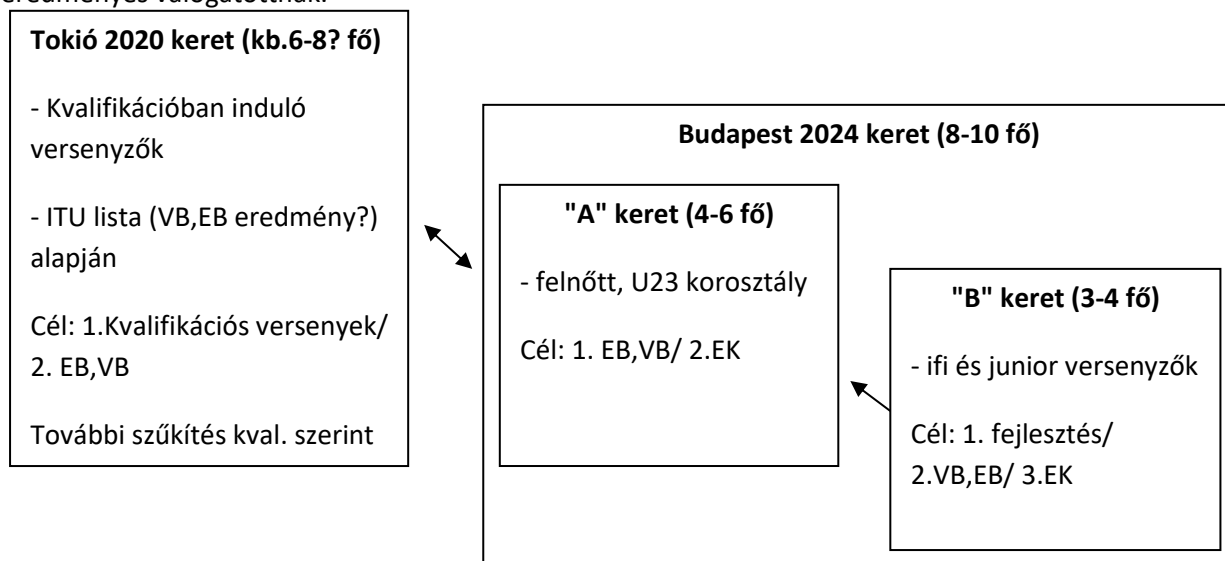 eredményes válogatottnak.
Tokió 2020 keret (kb.6-8? fő)
- Kvalifikációban induló
versenyzők
- ITU lista (VB,EB eredmény?)
alapján
Cél: 1.Kvalifikációs versenyek/
2. EB,VB
További szűkítés kval. szerint
Budapest 2024 keret (8-10 fő)
"A" keret (4-6 fő)
- felnőtt, U23 korosztály
Cél: 1. EB,VB/ 2.EK
"B" keret (3-4 fő)
- ifi és junior versenyzők
Cél: 1. fejlesztés/
2.VB,EB/ 3.EK